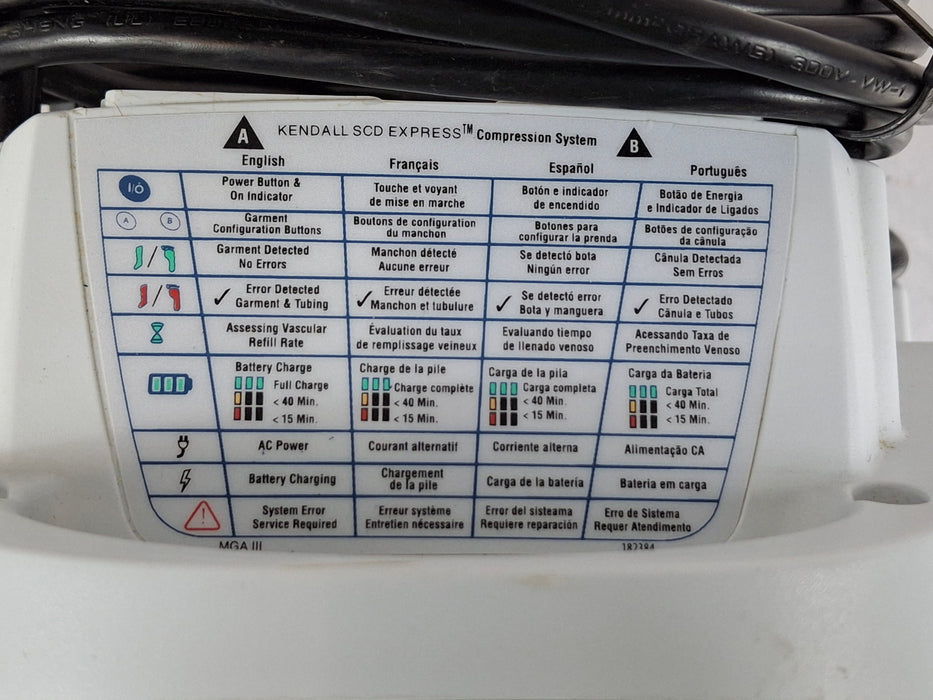 SHENG (UL) E
mm² (18AWG) 300V VW-1
A KENDALL SCD EXPRESS™ Compression System B
English Français Español Português
I/Ó Power Button & On Indicator
Touche et voyant de mise en marche
Botón e indicador de encendido
Botão de Energia e Indicador de Ligados
A B Garment Configuration Buttons
Boutons de configuration du manchon
Botones para configurar la prenda
Botões de configuração da cânula
Garment Detected No Errors
Manchon détecté Aucune erreur
Se detectó bota Ningún error
Cânula Detectada Sem Erros
✓ Error Detected Garment & Tubing
✓ Erreur détectée Manchon et tubulure
✓ Se detectó error Bota y manguera
✓ Erro Detectado Cânula e Tubos
Assessing Vascular Refill Rate
Évaluation du taux de remplissage veineux
Evaluando tiempo de llenado venoso
Acessando Taxa de Preenchimento Venoso
Battery Charge
Full Charge
< 40 Min.
< 15 Min.
Charge de la pile
Charge complète
< 40 Min.
< 15 Min.
Carga de la pila
Carga completa
< 40 Min.
< 15 Min.
Carga da Bateria
Carga Total
< 40 Min.
< 15 Min.
AC Power
Courant alternatif
Corriente alterna
Alimentação CA
Battery Charging
Chargement de la pile
Carga de la batería
Bateria em carga
System Error Service Required
Erreur système Entretien nécessaire
Error del sisteama Requiere reparación
Erro de Sistema Requer Atendimento
MGA III